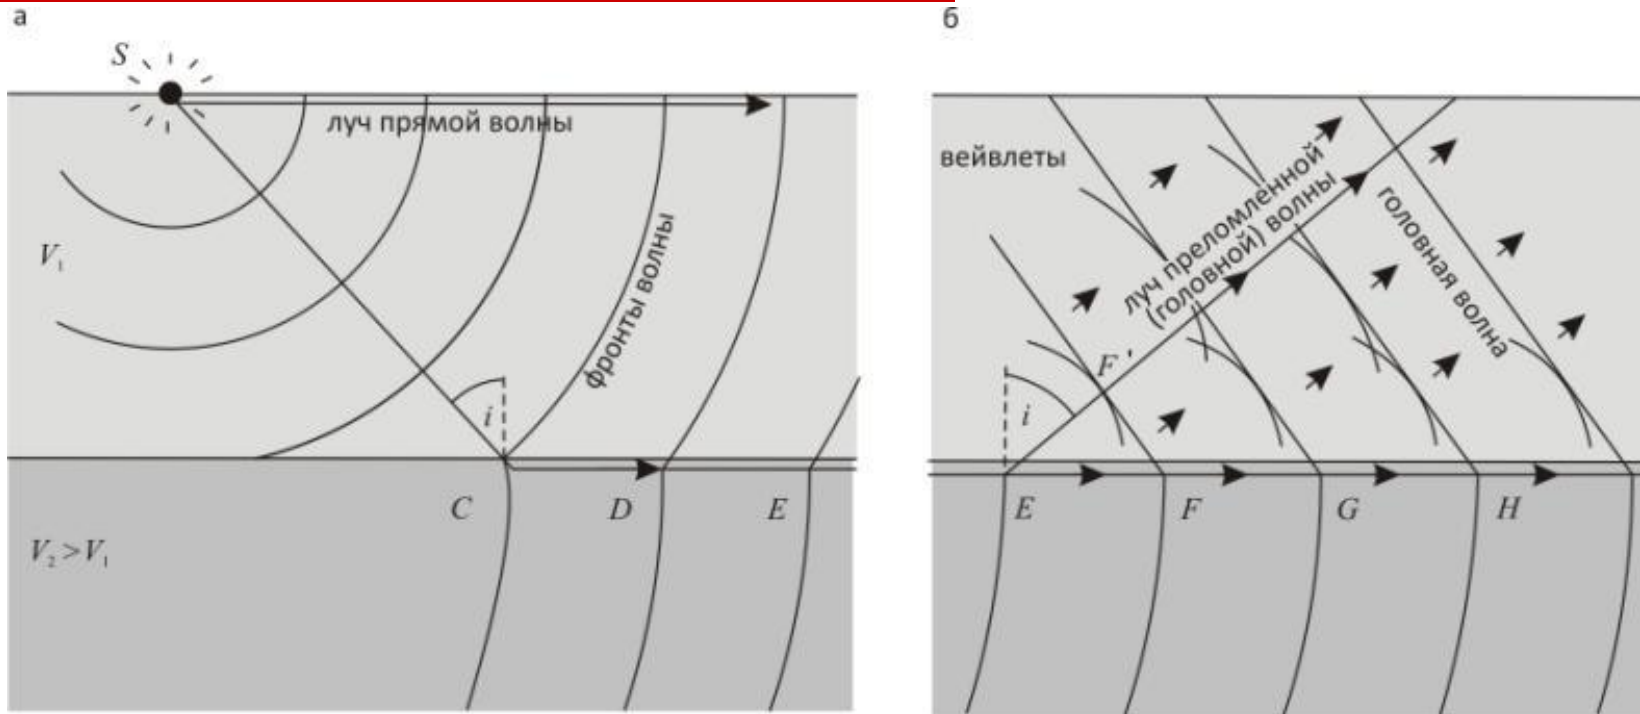 а
S
луч прямой волны
V₁
фронты волны
i
C
D
E
V₂ > V₁
б
вейвлеты
луч преломленной
(головной) волны
головная волна
F'
i
E
F
G
H